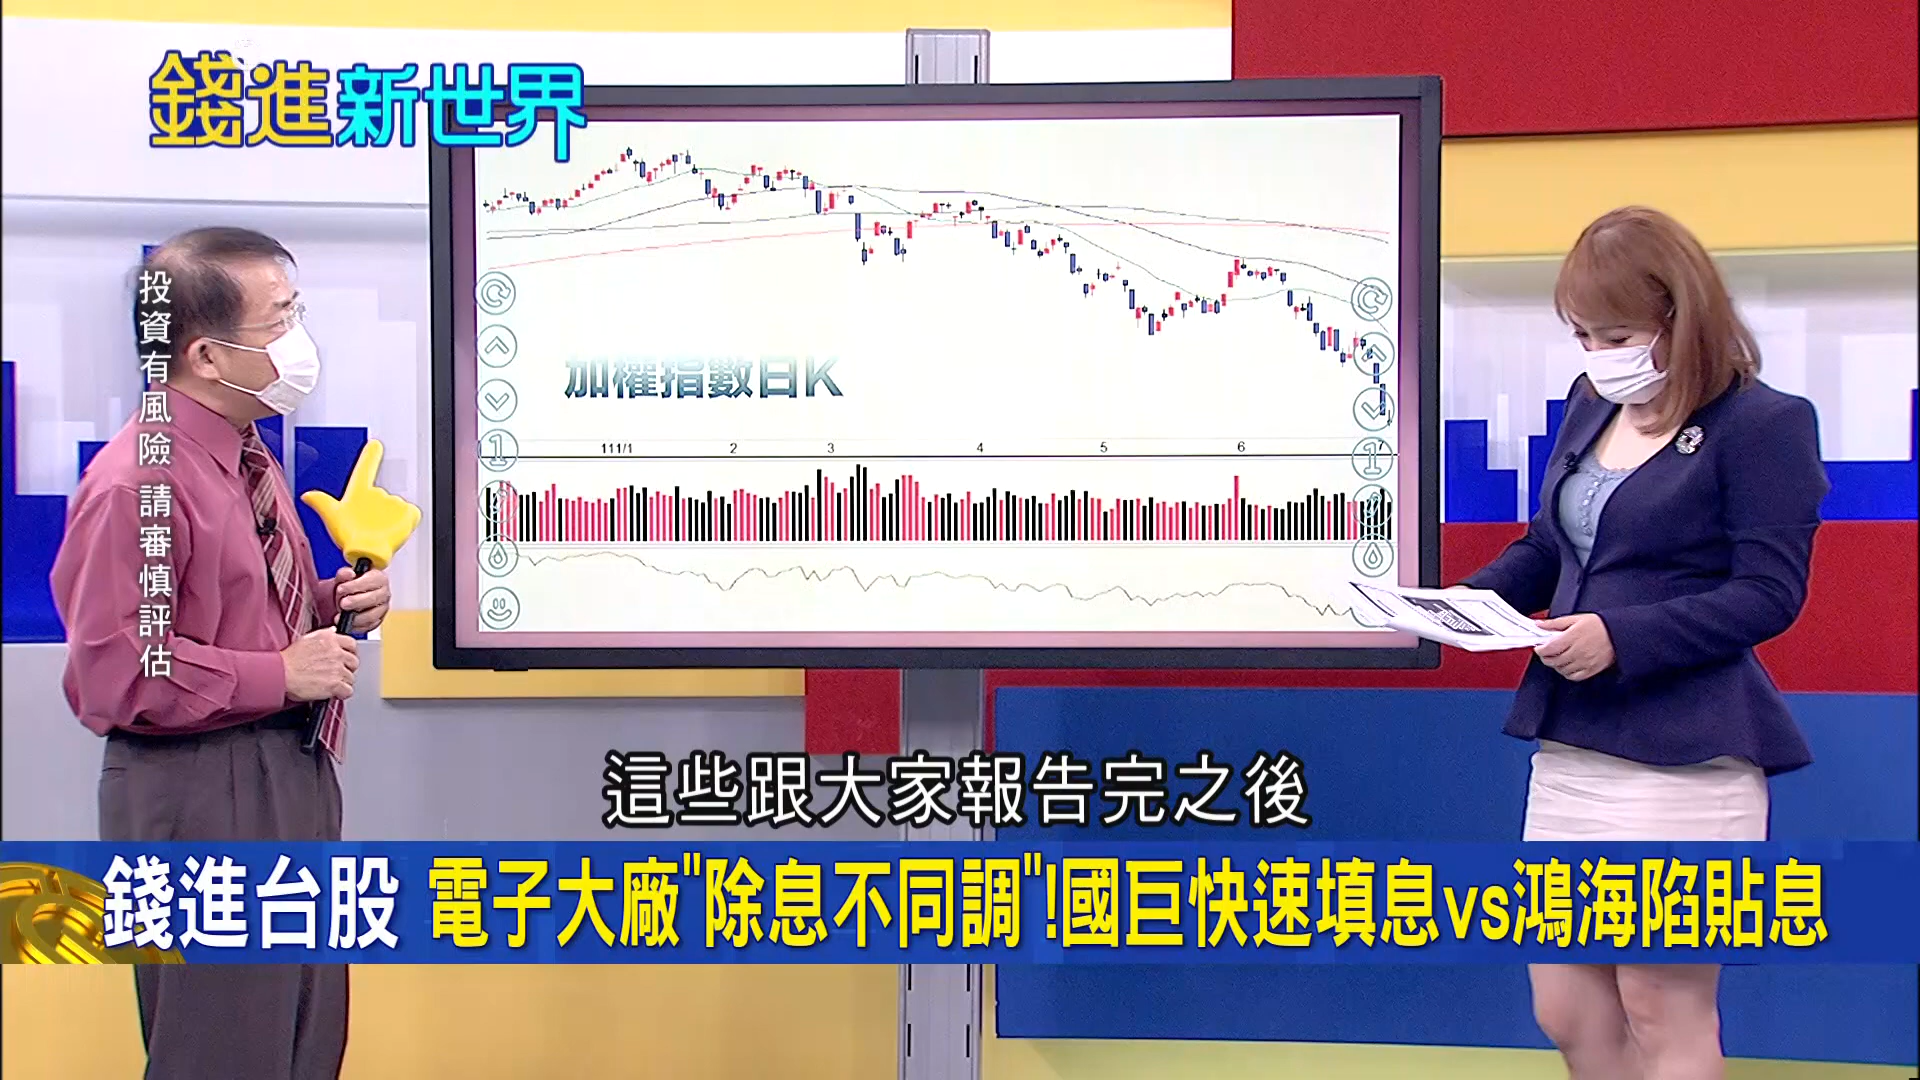 錢進新世界
投資有風險 請審慎評估
加權指數日K
111/1 2 3 4 5 6 7
這些跟大家報告完之後
錢進台股 電子大廠"除息不同調"!國巨快速填息vs鴻海陷貼息